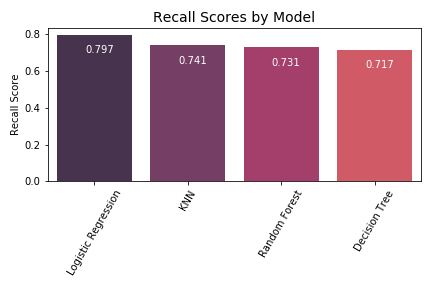 Recall Scores by Model
Recall Score
0.8
0.6
0.4
0.2
0.0
0.797
0.741
0.731
0.717
Logistic Regression
KNN
Random Forest
Decision Tree